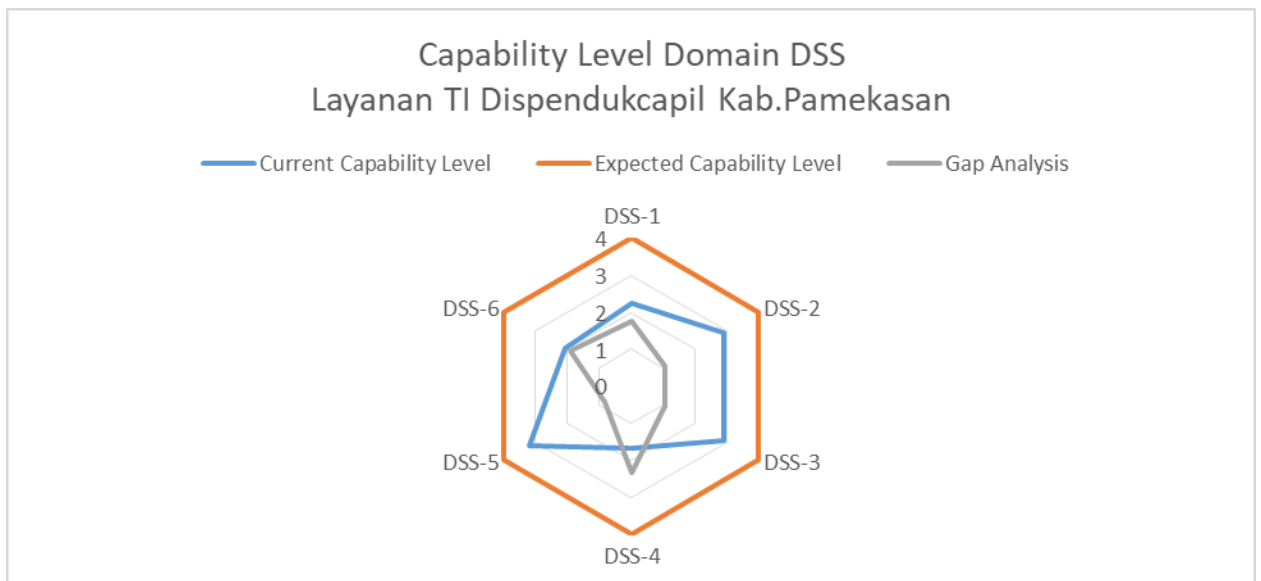 Capability Level Domain DSS
Layanan TI Dispendukcapil Kab.Pamekasan
Current Capability Level
Expected Capability Level
Gap Analysis
DSS-1
4
3
DSS-6
DSS-2
2
1
0
DSS-5
DSS-3
DSS-4